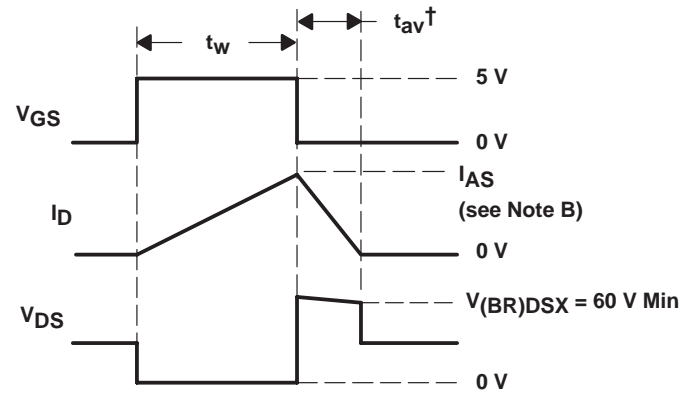 tw
tav†
5 V
VGS
0 V
IAS
(see Note B)
ID
0 V
V(BR)DSX = 60 V Min
VDS
0 V